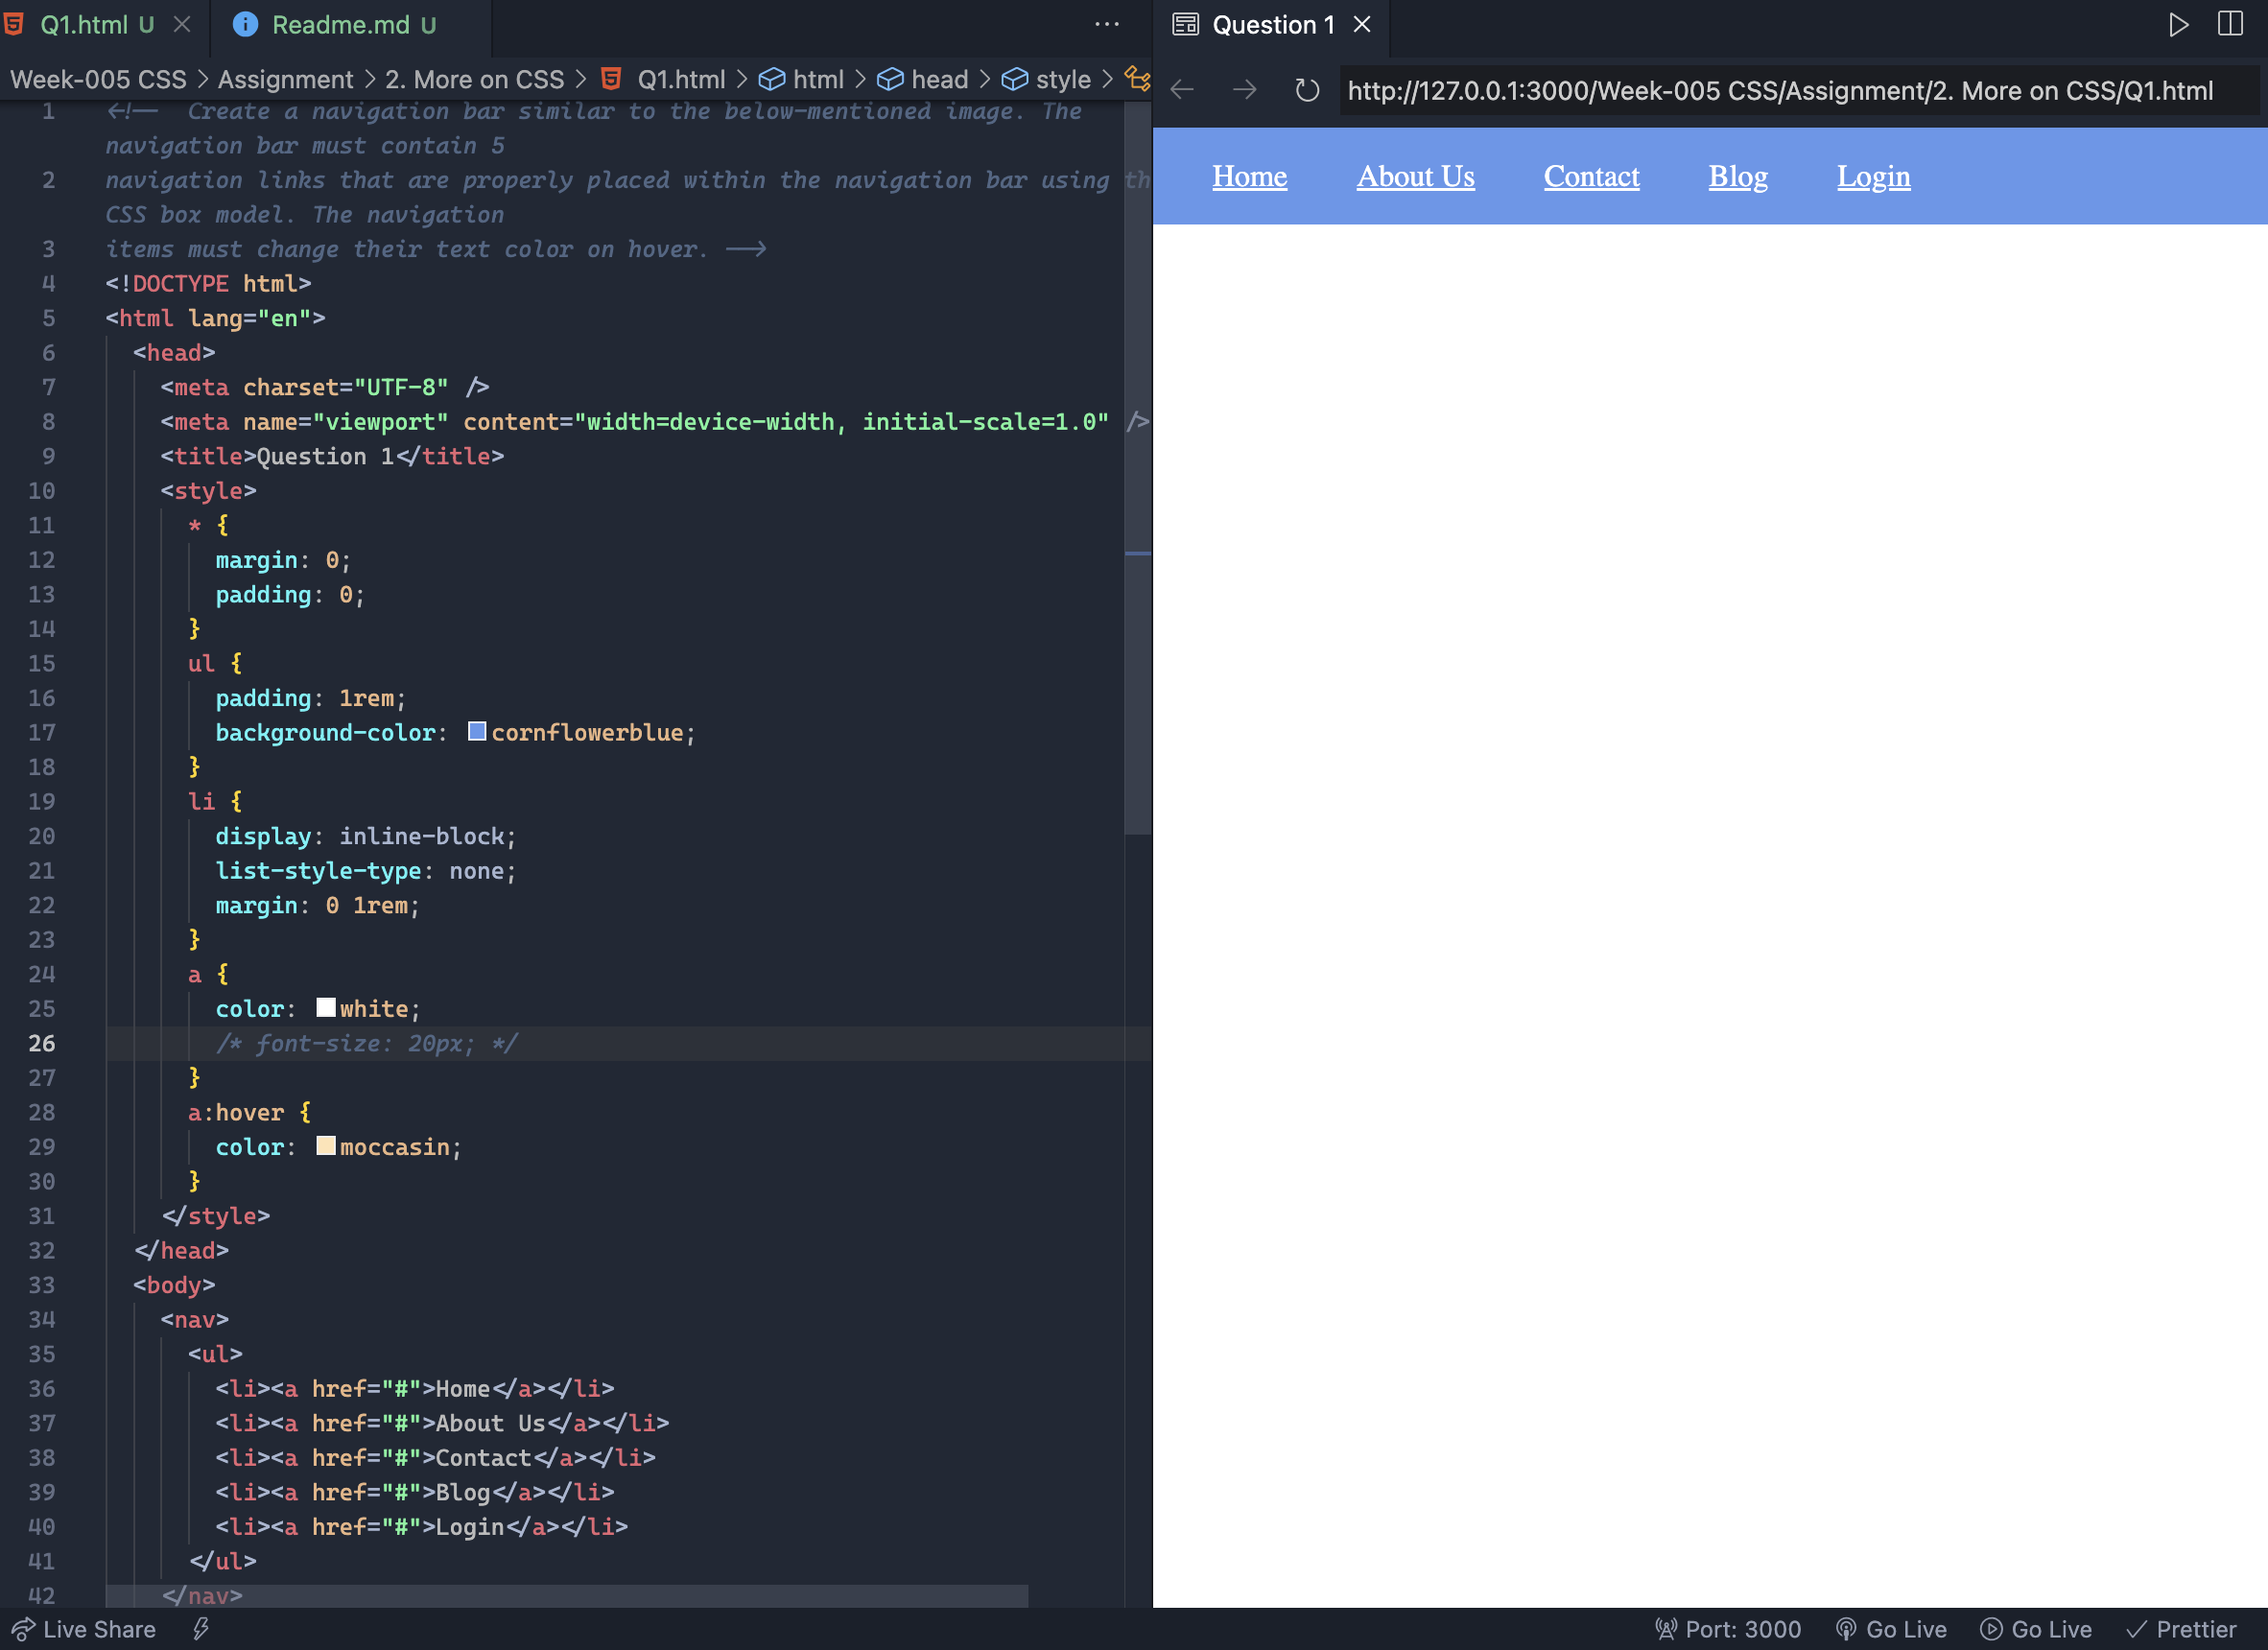 Q1.html U
Readme.md U
Week-005 CSS > Assignment > 2. More on CSS > Q1.html > html > head > style >
1 <!-- Create a navigation bar similar to the below-mentioned image. The
navigation bar must contain 5
2 navigation links that are properly placed within the navigation bar using th
CSS box model. The navigation
3 items must change their text color on hover. -->
4 <!DOCTYPE html>
5 <html lang="en">
6 <head>
7 <meta charset="UTF-8" />
8 <meta name="viewport" content="width=device-width, initial-scale=1.0" />
9 <title>Question 1</title>
10 <style>
11 * {
12 margin: 0;
13 padding: 0;
14 }
15 ul {
16 padding: 1rem;
17 background-color: cornflowerblue;
18 }
19 li {
20 display: inline-block;
21 list-style-type: none;
22 margin: 0 1rem;
23 }
24 a {
25 color: white;
26 /* font-size: 20px; */
27 }
28 a:hover {
29 color: moccasin;
30 }
31 </style>
32 </head>
33 <body>
34 <nav>
35 <ul>
36 <li><a href="#">Home</a></li>
37 <li><a href="#">About Us</a></li>
38 <li><a href="#">Contact</a></li>
39 <li><a href="#">Blog</a></li>
40 <li><a href="#">Login</a></li>
41 </ul>
42 </nav>
Question 1
http://127.0.0.1:3000/Week-005 CSS/Assignment/2. More on CSS/Q1.html
Home About Us Contact Blog Login
Live Share
Port: 3000 Go Live Go Live Prettier